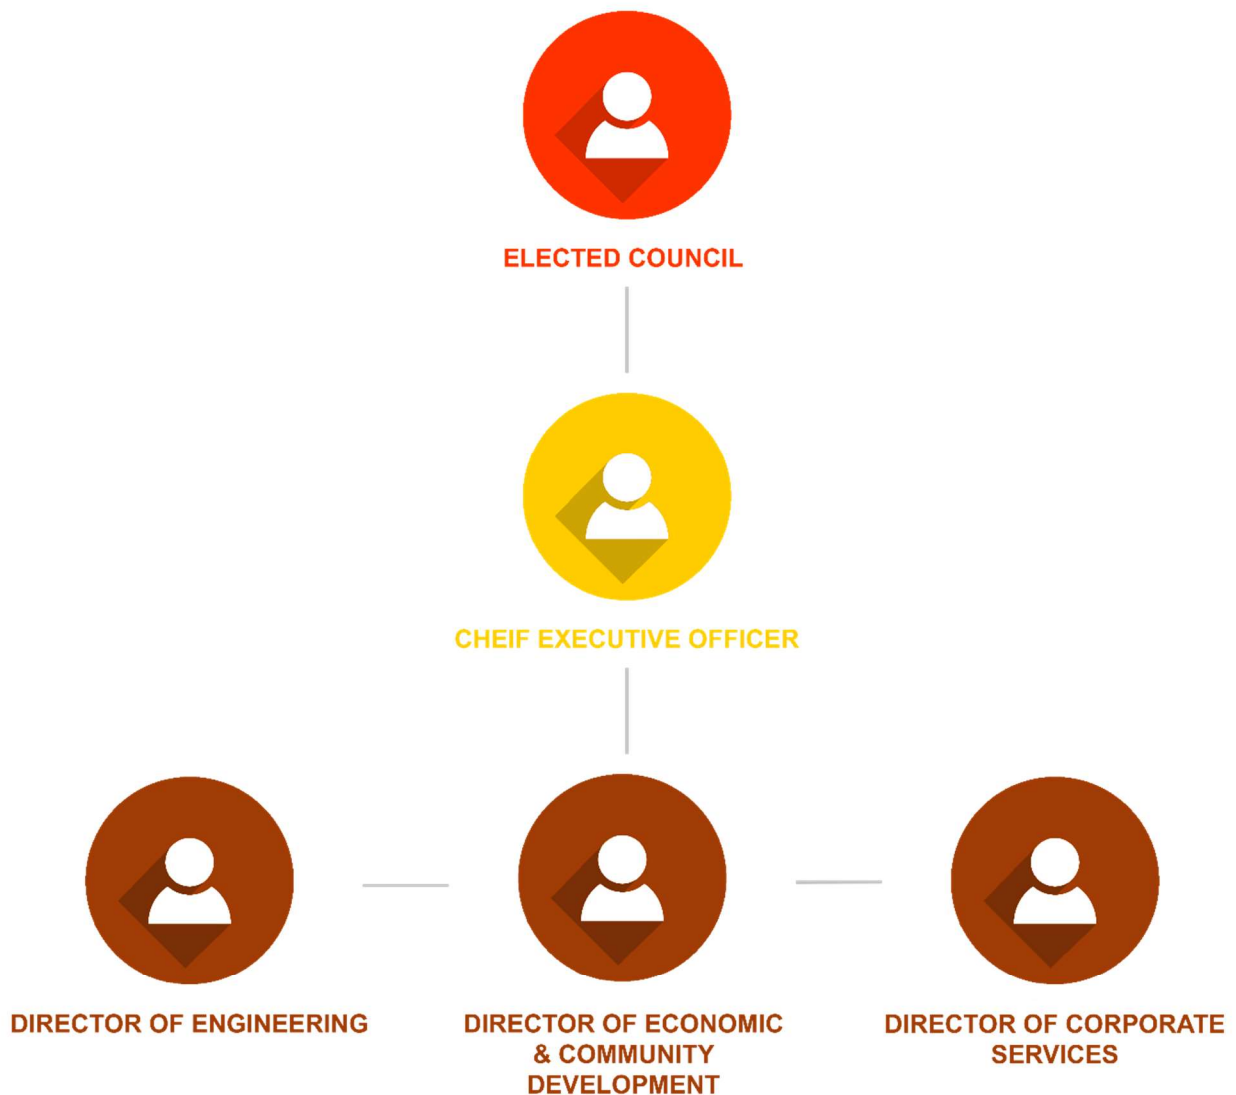 ELECTED COUNCIL
CHEIF EXECUTIVE OFFICER
DIRECTOR OF ENGINEERING
DIRECTOR OF ECONOMIC
& COMMUNITY
DEVELOPMENT
DIRECTOR OF CORPORATE
SERVICES